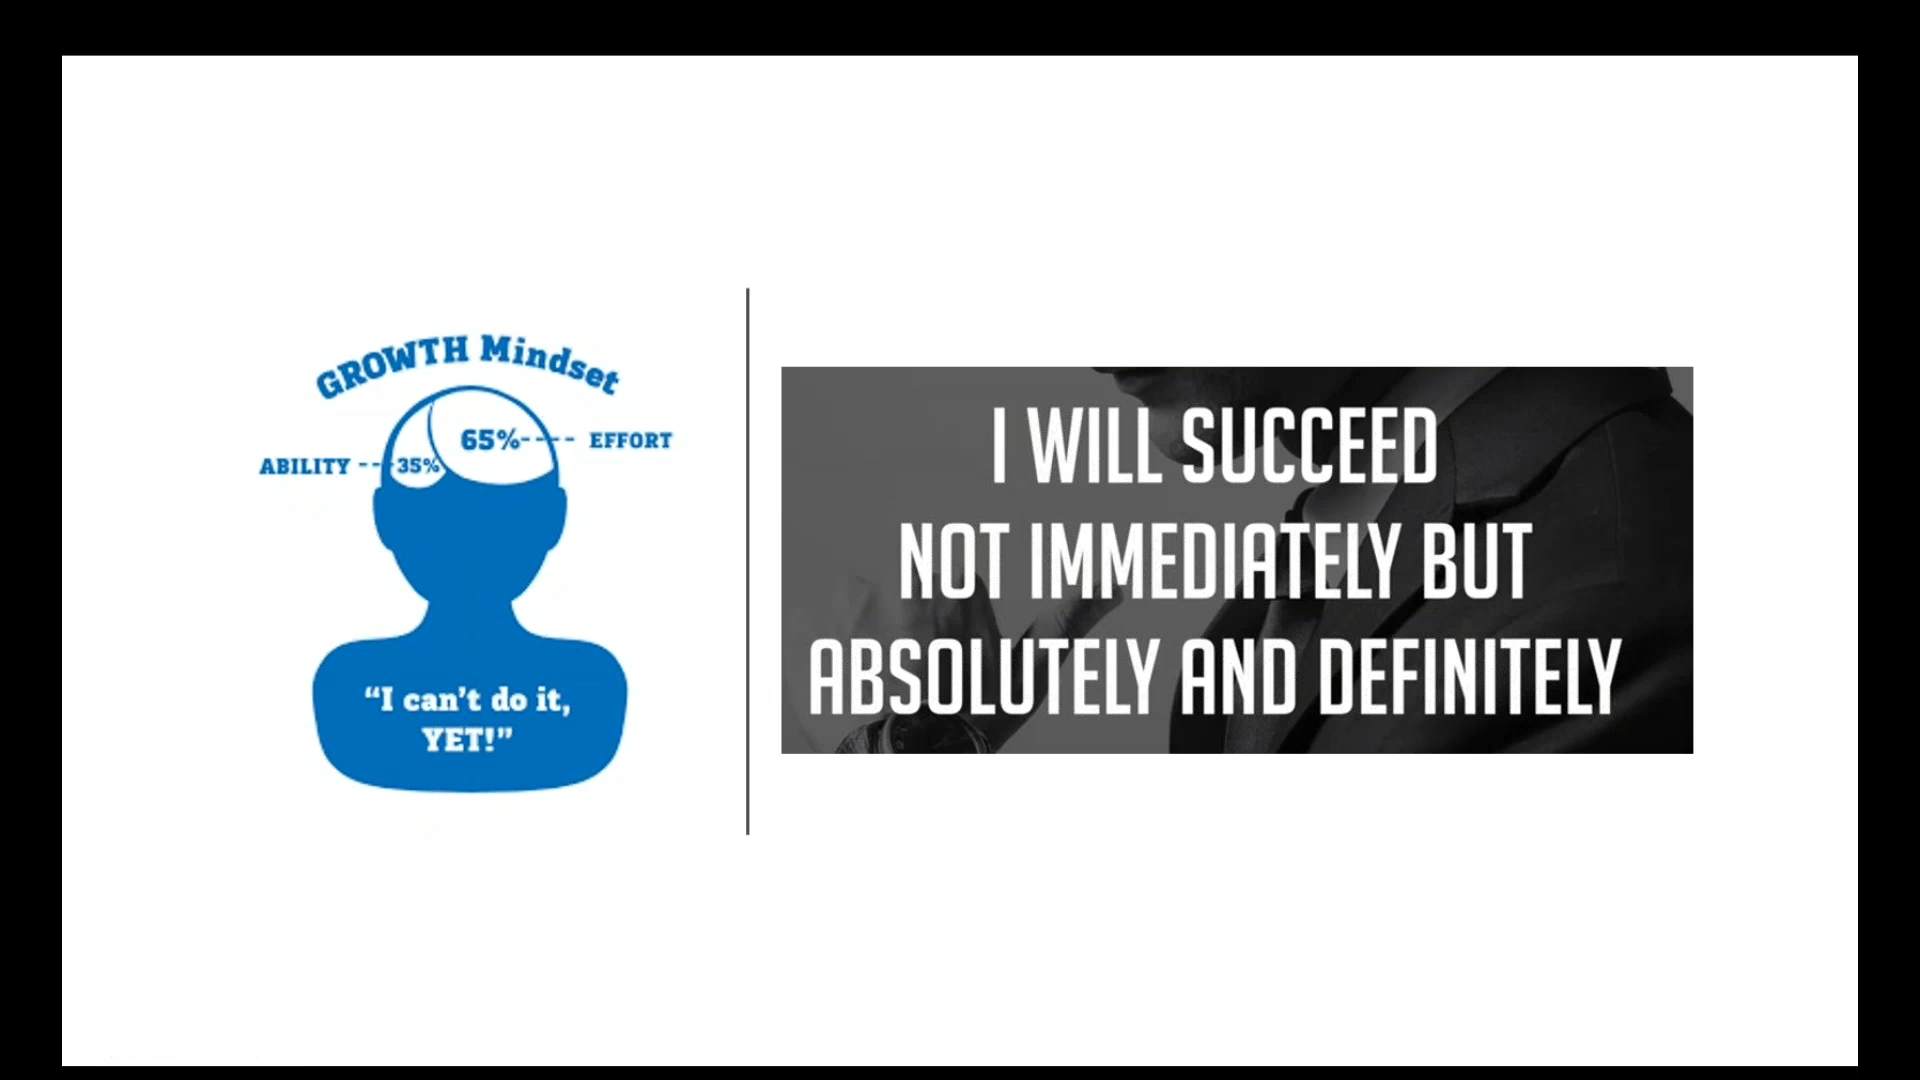 GROWTH Mindset
65% EFFORT
ABILITY 35%
“I can’t do it,
YET!”
I WILL SUCCEED
NOT IMMEDIATELY BUT
ABSOLUTELY AND DEFINITELY